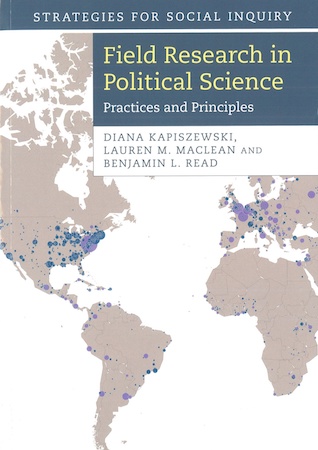 STRATEGIES FOR SOCIAL INQUIRY
Field Research in
Political Science
Practices and Principles
DIANA KAPISZEWSKI,
LAUREN M. MACLEAN AND
BENJAMIN L. READ